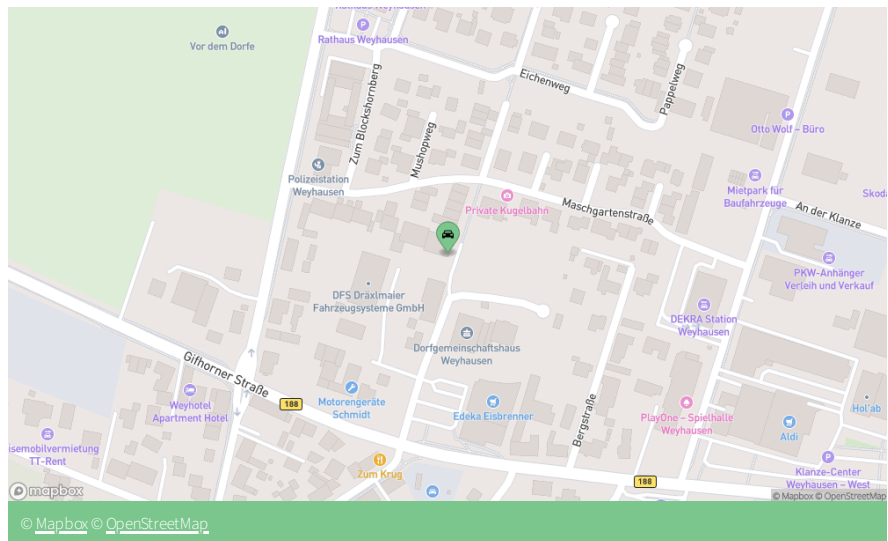 Rathaus Weyhausen
Vor dem Dorfe
Rathaus Weyhausen
Eichenweg
Pappelweg
Zum Blockshornberg
Mushopweg
Otto Wolf – Büro
Polizeistation
Weyhausen
Private Kugelbahn
Maschgartenstraße
Mietpark für
Baufahrzeuge
Skoda
An der Klanze
PKW-Anhänger
Verleih und Verkauf
DFS Dräxlmaier
Fahrzeugsysteme GmbH
DEKRA Station
Weyhausen
Dorfgemeinschaftshaus
Weyhausen
Gifhorner Straße
188
Weyhotel
Apartment Hotel
Motorengeräte
Schmidt
Edeka Eisbrenner
Bergstraße
PlayOne – Spielhalle
Weyhausen
Hol'ab
Aldi
isemobilvermietung
TT-Rent
Zum Krug
188
Klanze-Center
Weyhausen – West
mapbox
© Mapbox © OpenStreetMap
© Mapbox © OpenStreetMap